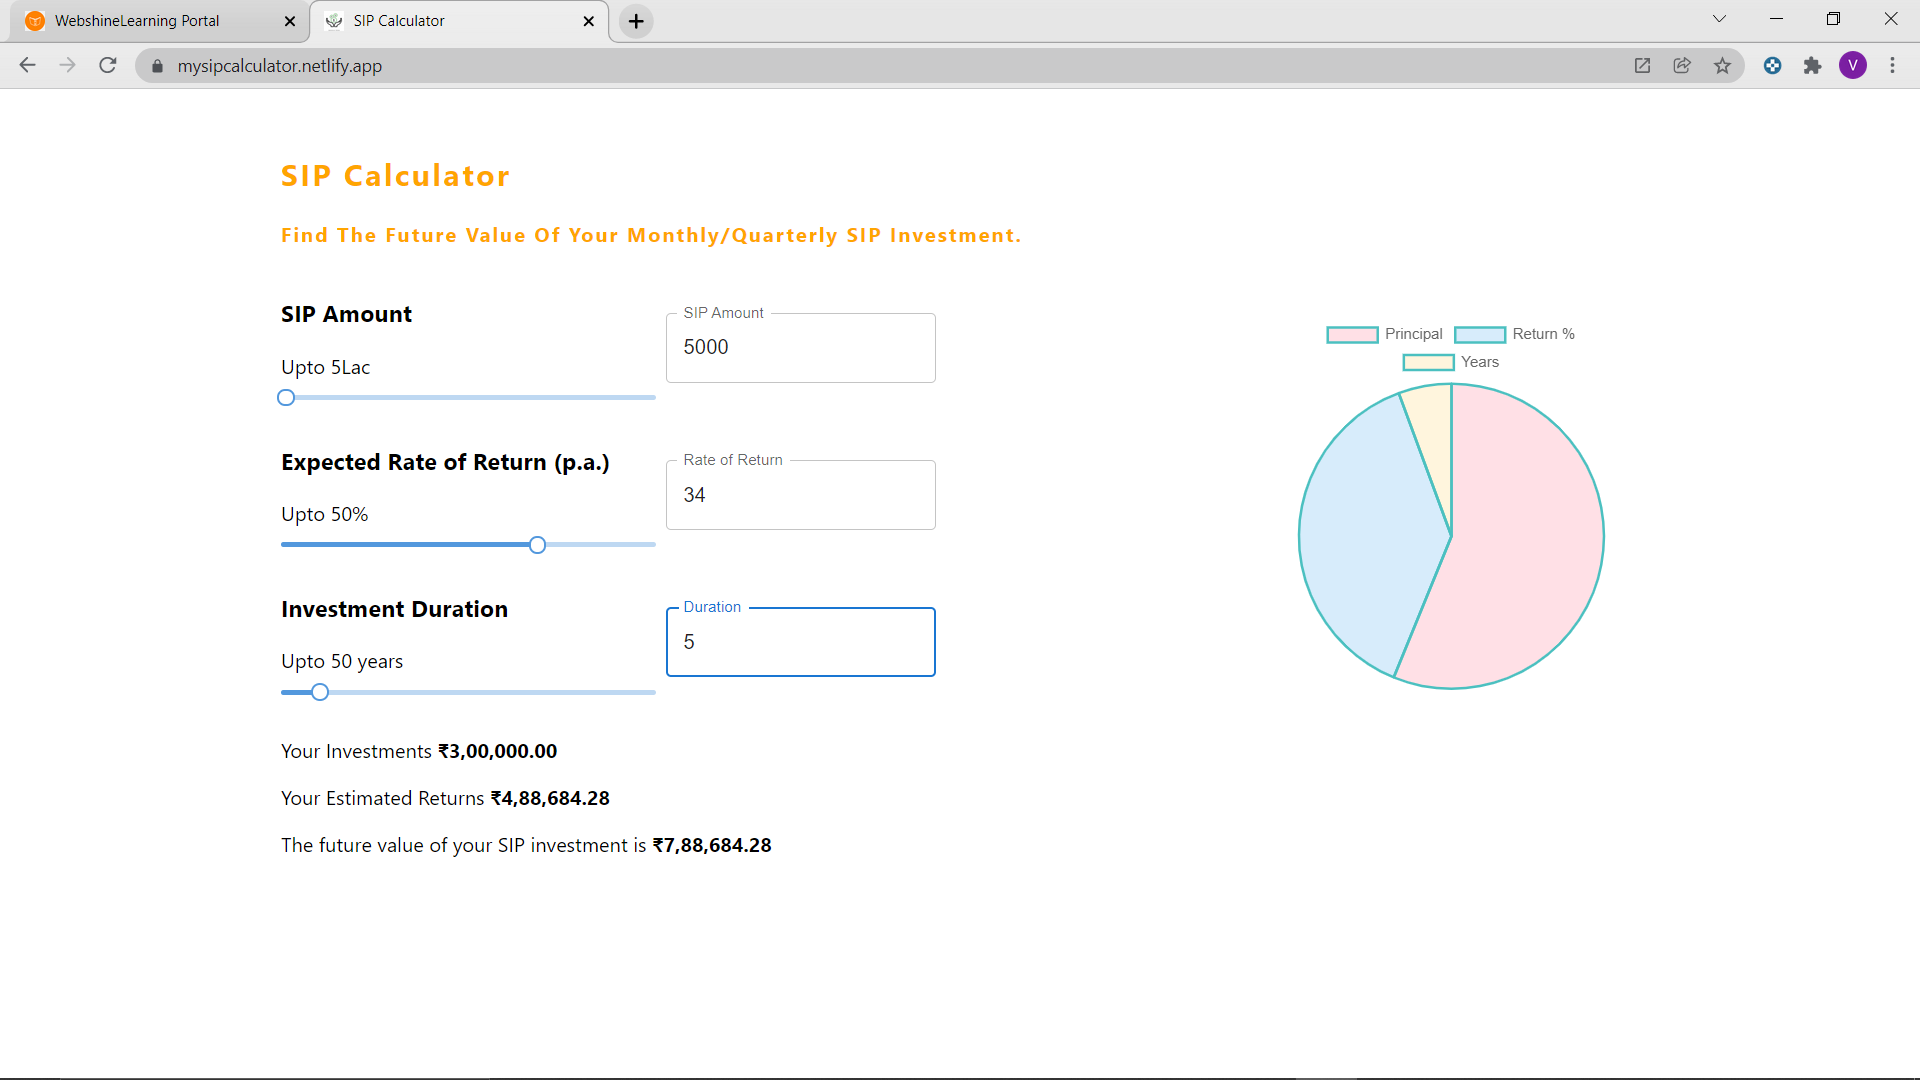 WebshineLearning Portal
SIP Calculator
mysipcalculator.netlify.app
V
SIP Calculator
Find The Future Value Of Your Monthly/Quarterly SIP Investment.
SIP Amount
SIP Amount
5000
Upto 5Lac
Expected Rate of Return (p.a.)
Rate of Return
34
Upto 50%
Investment Duration
Duration
5
Upto 50 years
Your Investments ₹3,00,000.00
Your Estimated Returns ₹4,88,684.28
The future value of your SIP investment is ₹7,88,684.28
Principal Return %
Years